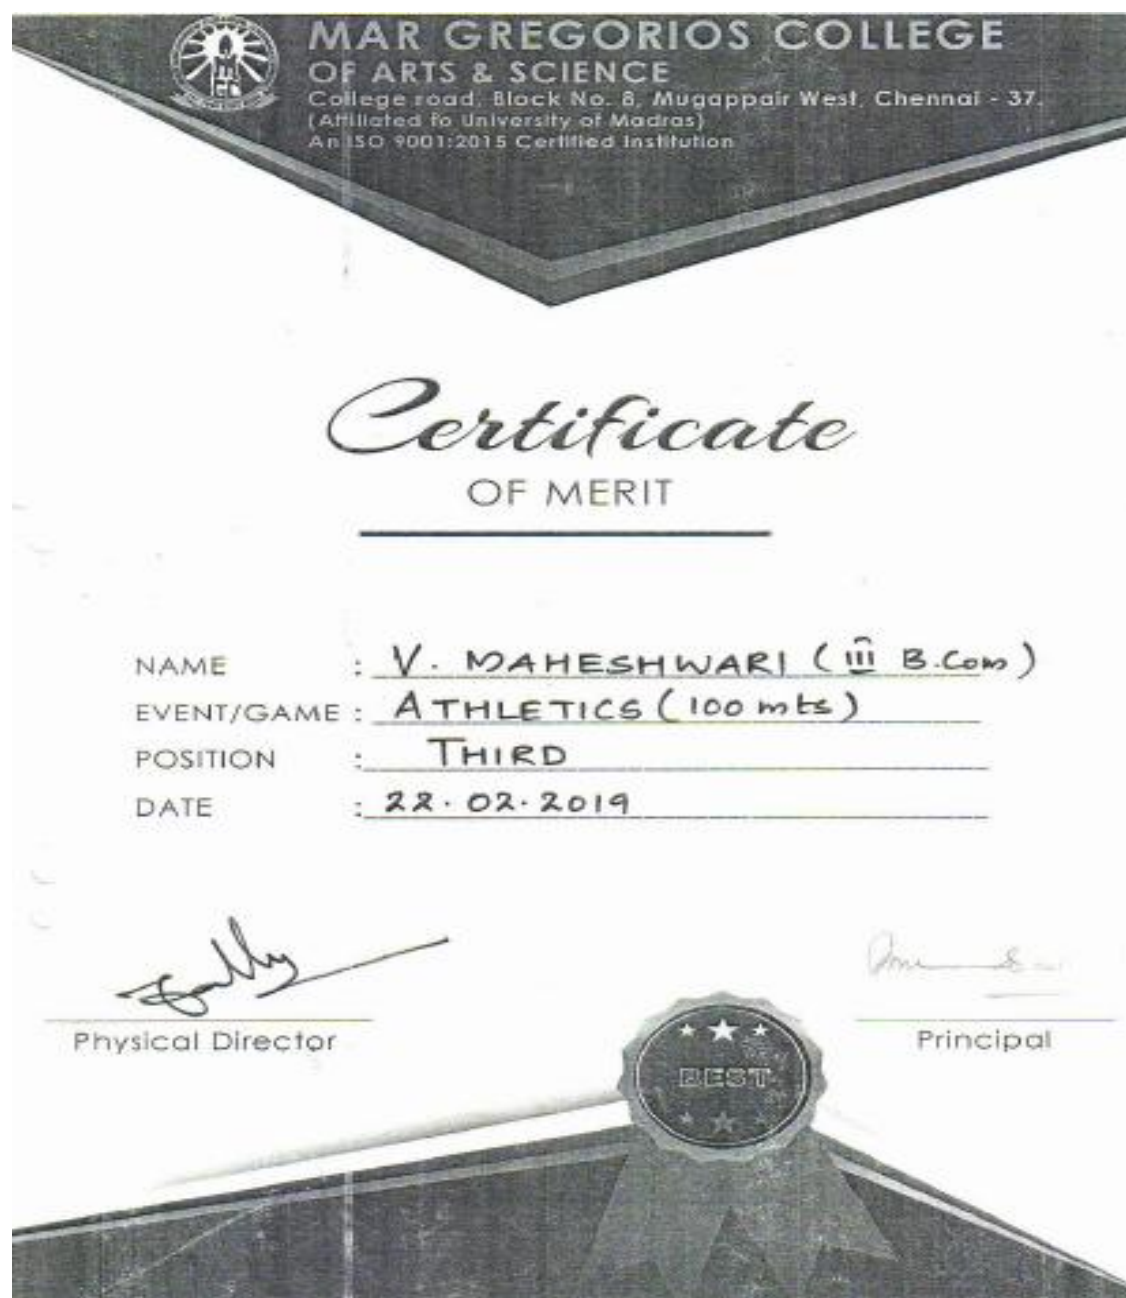 MAR GREGORIOS COLLEGE
OF ARTS & SCIENCE
College road, Block No. 8, Mugappair West, Chennai - 37.
(Affiliated to University of Madras)
An ISO 9001:2015 Certified Institution
Certificate
OF MERIT
NAME : V. MAHESHWARI (III B.Com)
EVENT/GAME : ATHLETICS (100 mts)
POSITION : THIRD
DATE : 22.02.2019
Physical Director
Principal
BEST